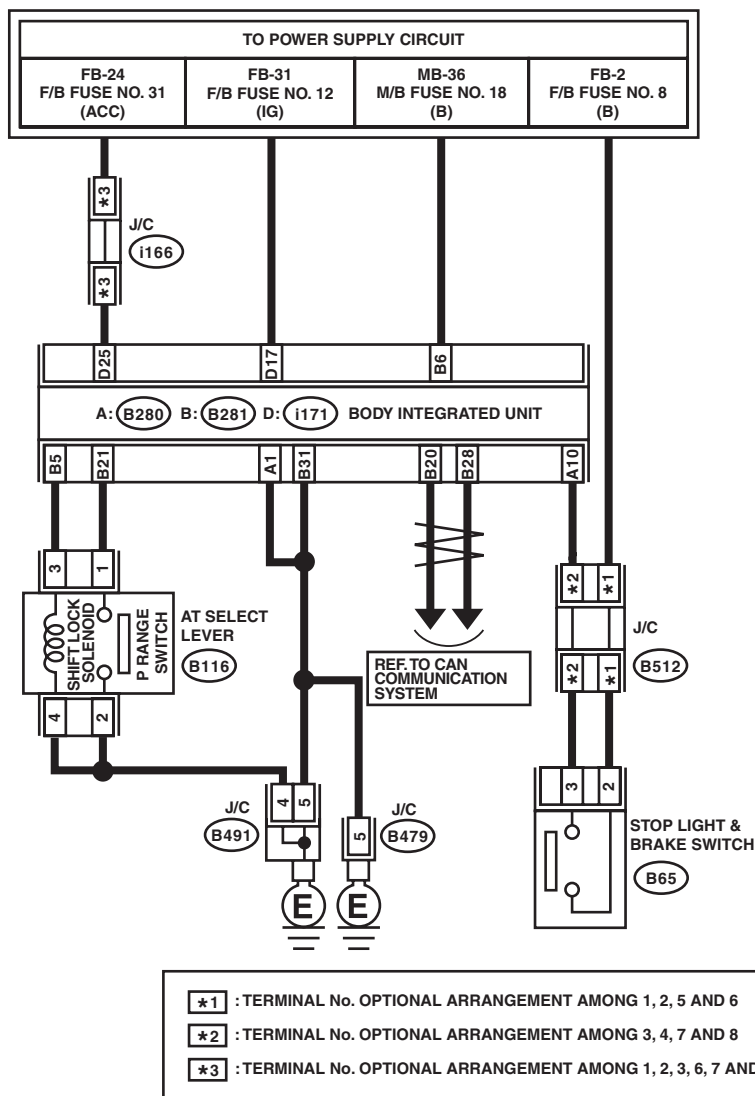 TO POWER SUPPLY CIRCUIT
FB-24
F/B FUSE NO. 31
(ACC)
FB-31
F/B FUSE NO. 12
(IG)
MB-36
M/B FUSE NO. 18
(B)
FB-2
F/B FUSE NO. 8
(B)
*3
J/C
i166
*3
D25
D17
B6
A: B280 B: B281 D: i171 BODY INTEGRATED UNIT
B5
B21
A1
B31
B20
B28
A10
3
1
*2
*1
SHIFT LOCK
SOLENOID
P RANGE
SWITCH
AT SELECT
LEVER
B116
J/C
B512
REF. TO CAN
COMMUNICATION
SYSTEM
*2
*1
4
2
4
5
J/C
B491
5
J/C
B479
3
2
STOP LIGHT &
BRAKE SWITCH
B65
E
E
*1 : TERMINAL No. OPTIONAL ARRANGEMENT AMONG 1, 2, 5 AND 6
*2 : TERMINAL No. OPTIONAL ARRANGEMENT AMONG 3, 4, 7 AND 8
*3 : TERMINAL No. OPTIONAL ARRANGEMENT AMONG 1, 2, 3, 6, 7 AND